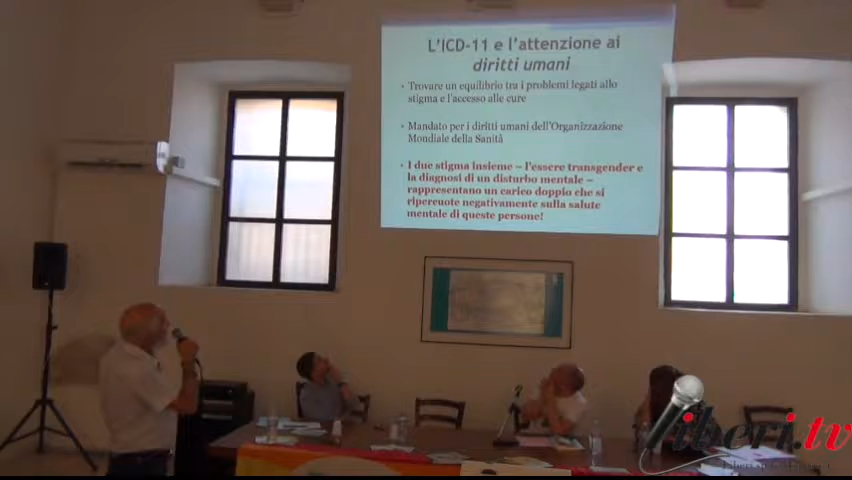 L'ICD-11 e l'attenzione ai
diritti umani
• Trovare un equilibrio tra i problemi legati allo
stigma e l'accesso alle cure
• Mandato per i diritti umani dell'Organizzazione
Mondiale della Sanità
• I due stigma insieme – l'essere transgender e
la diagnosi di un disturbo mentale –
rappresentano un carico doppio che si
ripercuote negativamente sulla salute
mentale di queste persone!
liberi.tv